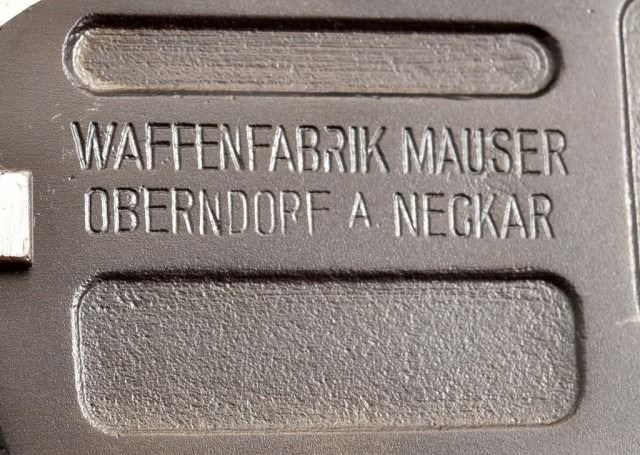 WAFFENFABRIK MAUSER
OBERNDORF A. NECKAR